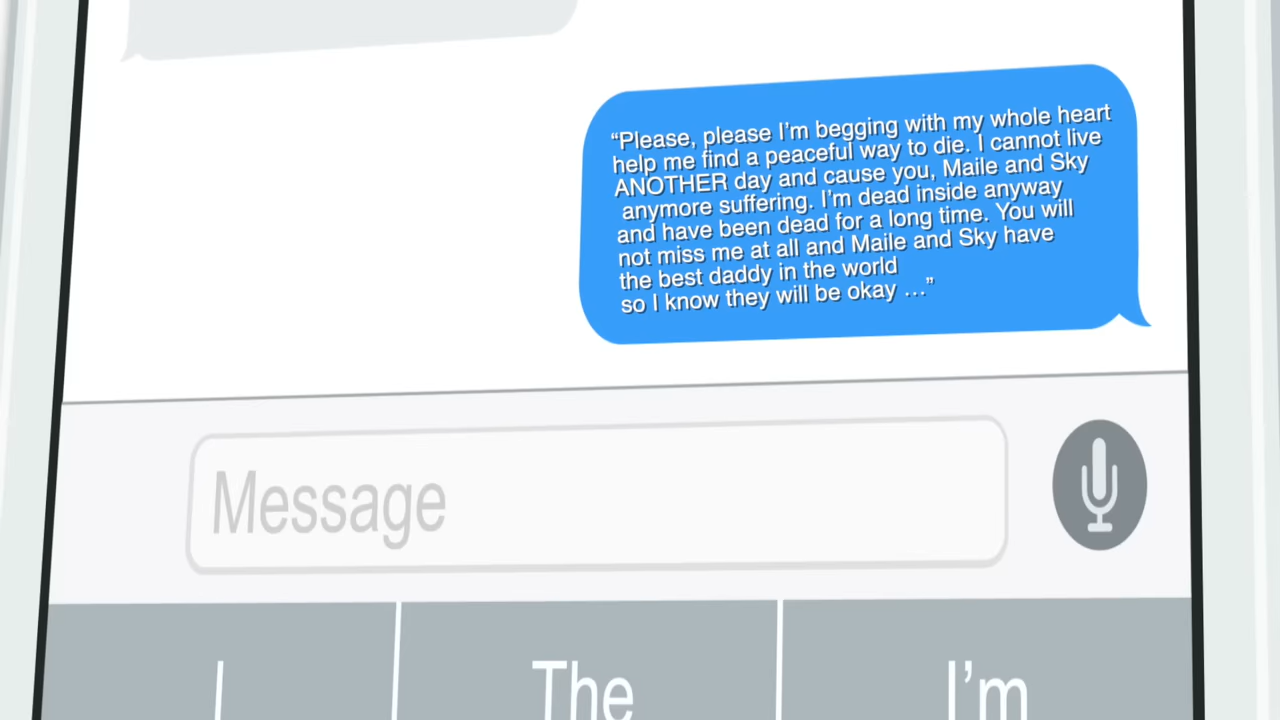 “Please, please I’m begging with my whole heart
help me find a peaceful way to die. I cannot live
ANOTHER day and cause you, Maile and Sky
anymore suffering. I’m dead inside anyway
and have been dead for a long time. You will
not miss me at all and Maile and Sky have
the best daddy in the world
so I know they will be okay ...”
Message
I The I’m